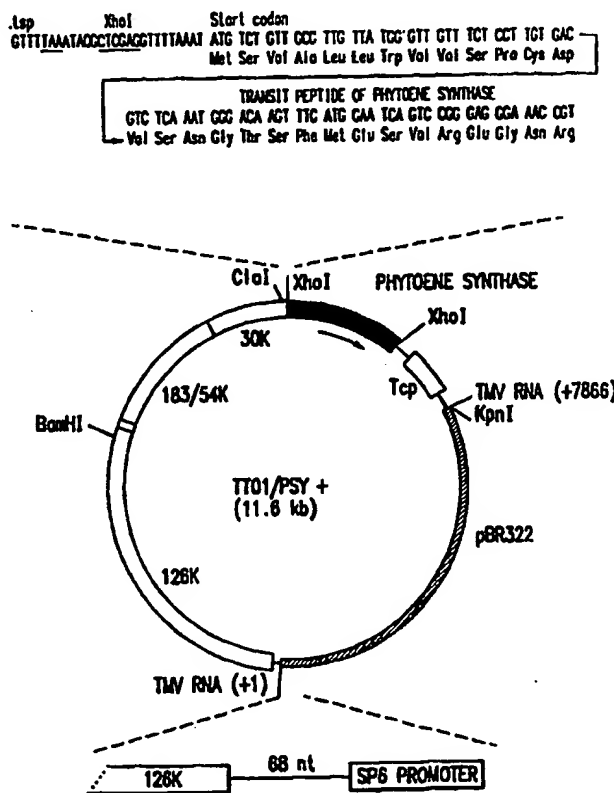 .tsp XhoI Start codon
GTTTTAAATACGCTCGAGGTTTTAAAT ATG TCT GTT GCC TTG TTA TGG GTT GTT TCT CCT TGT GAC
Met Ser Val Ala Leu Leu Trp Val Val Ser Pro Cys Asp
TRANSIT PEPTIDE OF PHYTOENE SYNTHASE
GTC TCA AAT GGG ACA AGT TTC ATG GAA TCA GTC CGG GAG GGA AAC CGT
Val Ser Asn Gly Thr Ser Phe Met Glu Ser Val Arg Glu Gly Asn Arg
ClaI
XhoI
PHYTOENE SYNTHASE
XhoI
30K
Tcp
TMV RNA (+7866)
KpnI
183/54K
BamHI
TTO1/PSY +
(11.6 kb)
pBR322
126K
TMV RNA (+1)
68 nt
126K
SP6 PROMOTER